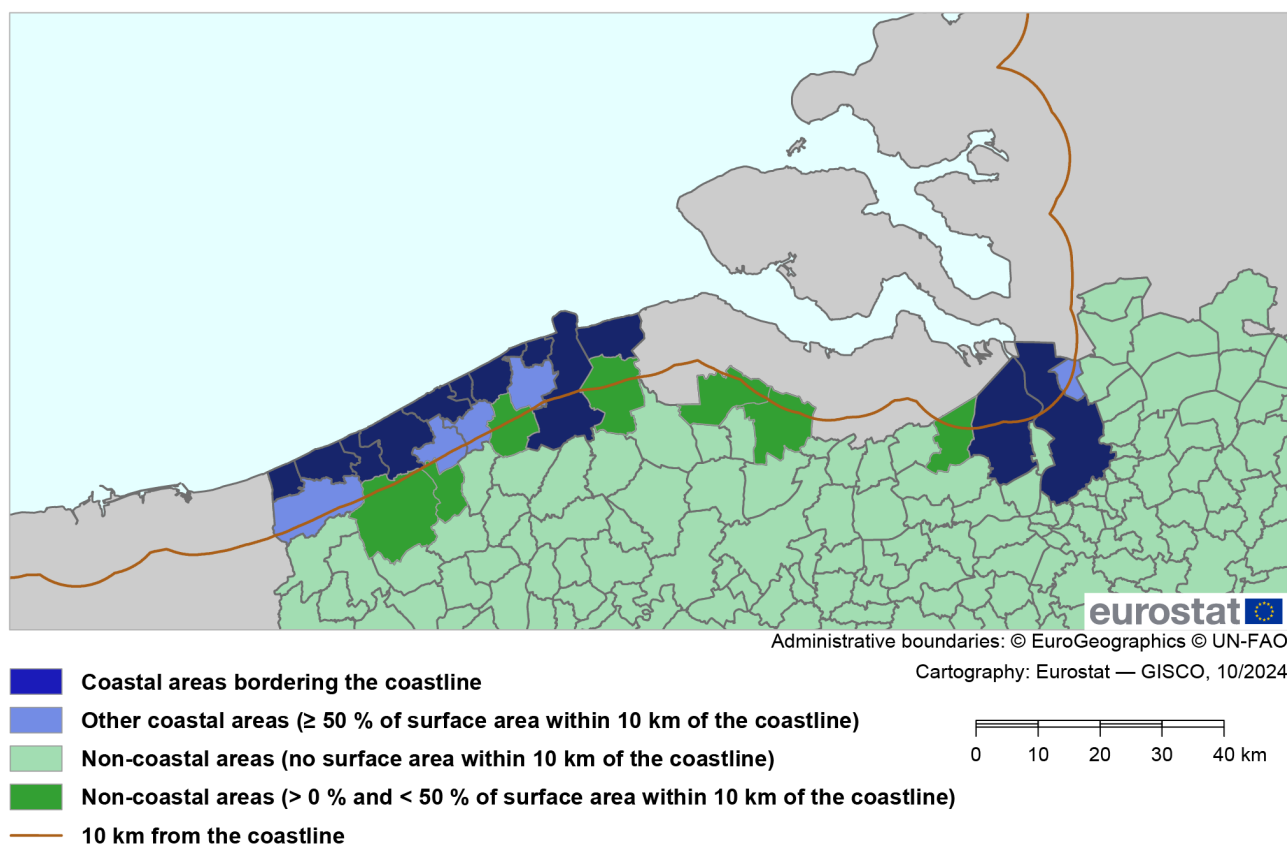 eurostat
Administrative boundaries: © EuroGeographics © UN-FAO
Cartography: Eurostat — GISCO, 10/2024
Coastal areas bordering the coastline
Other coastal areas (≥ 50 % of surface area within 10 km of the coastline)
Non-coastal areas (no surface area within 10 km of the coastline)
Non-coastal areas (> 0 % and < 50 % of surface area within 10 km of the coastline)
10 km from the coastline
0 10 20 30 40 km